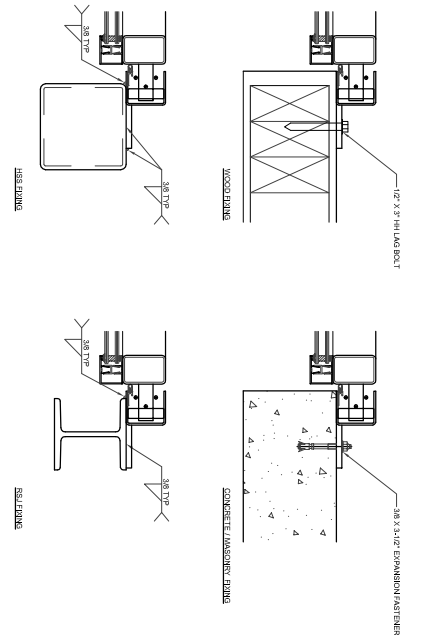 1/2" X 3" HH LAG BOLT
WOOD FIXING
3/8 X 3-1/2" EXPANSION FASTENER
CONCRETE / MASONRY FIXING
3/8 TYP
3/8 TYP
HSS FIXING
3/8 TYP
3/8 TYP
RSJ FIXING